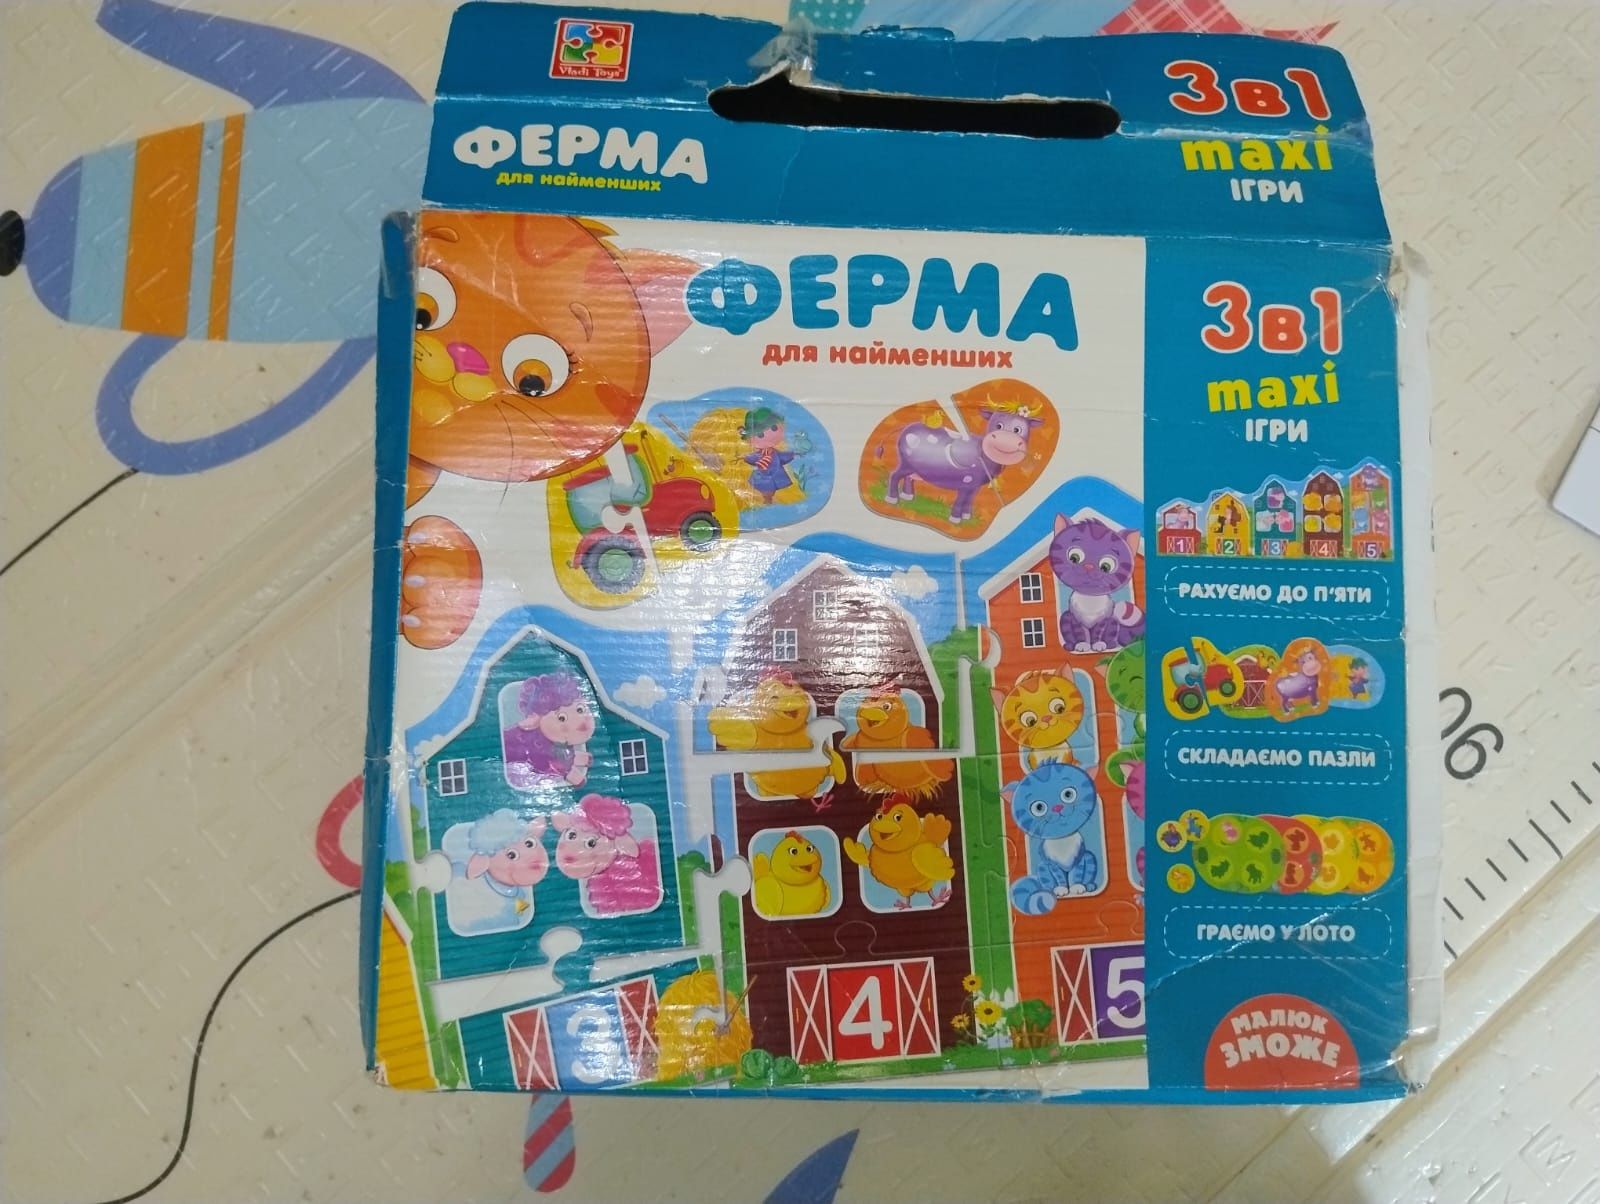 Vladi Toys
ФЕРМА
для найменших
3в1
maxi
ІГРИ
ФЕРМА
для найменших
3в1
maxi
ІГРИ
1 2 3 4 5
РАХУЄМО ДО П'ЯТИ
СКЛАДАЄМО ПАЗЛИ
ГРАЄМО У ЛОТО
3
4
5
МАЛЮК
ЗМОЖЕ